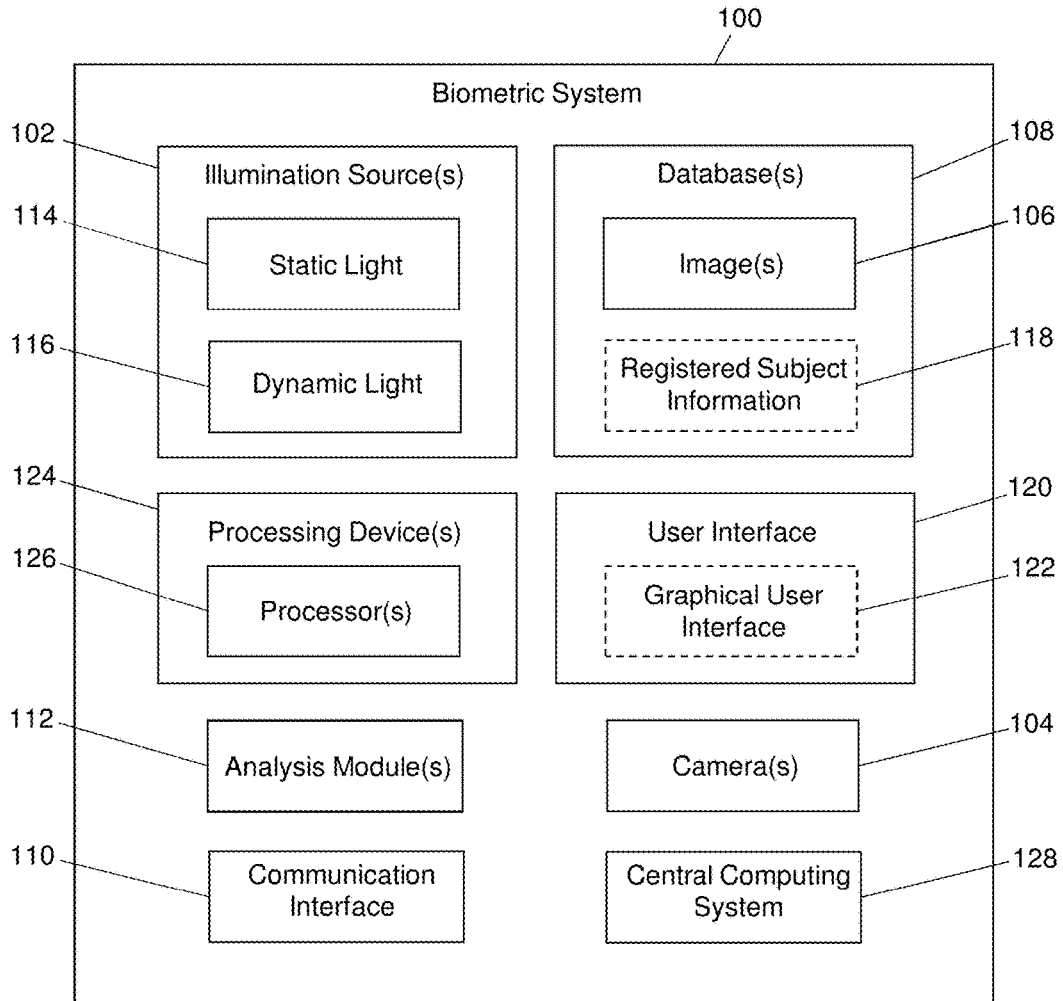 100
Biometric System
102
Illumination Source(s)
114
Static Light
116
Dynamic Light
108
Database(s)
106
Image(s)
118
Registered Subject
Information
124
Processing Device(s)
126
Processor(s)
120
User Interface
122
Graphical User
Interface
112
Analysis Module(s)
104
Camera(s)
110
Communication
Interface
128
Central Computing
System